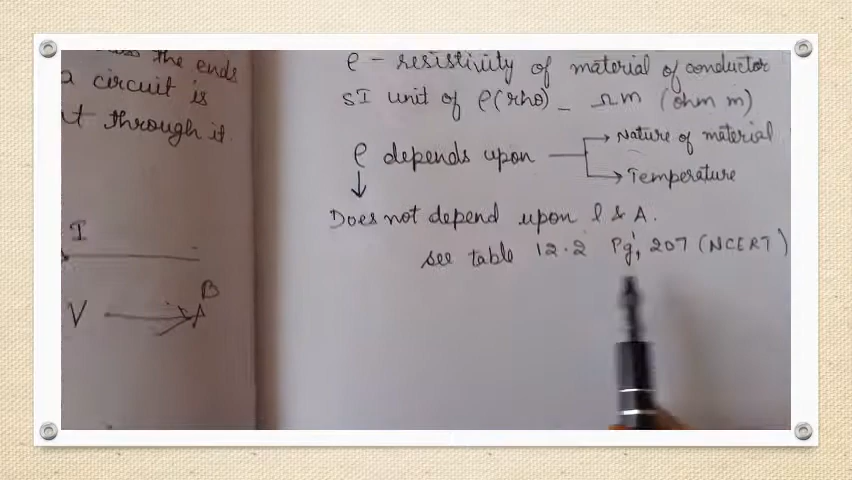 the ends
a circuit is
through it.
I
B
V A
ρ - resistivity of material of conductor
SI unit of ρ(rho) - Ωm (ohm m)
ρ depends upon
Nature of material
Temperature
Does not depend upon l & A.
see table 12.2 Pg, 207 (NCERT)